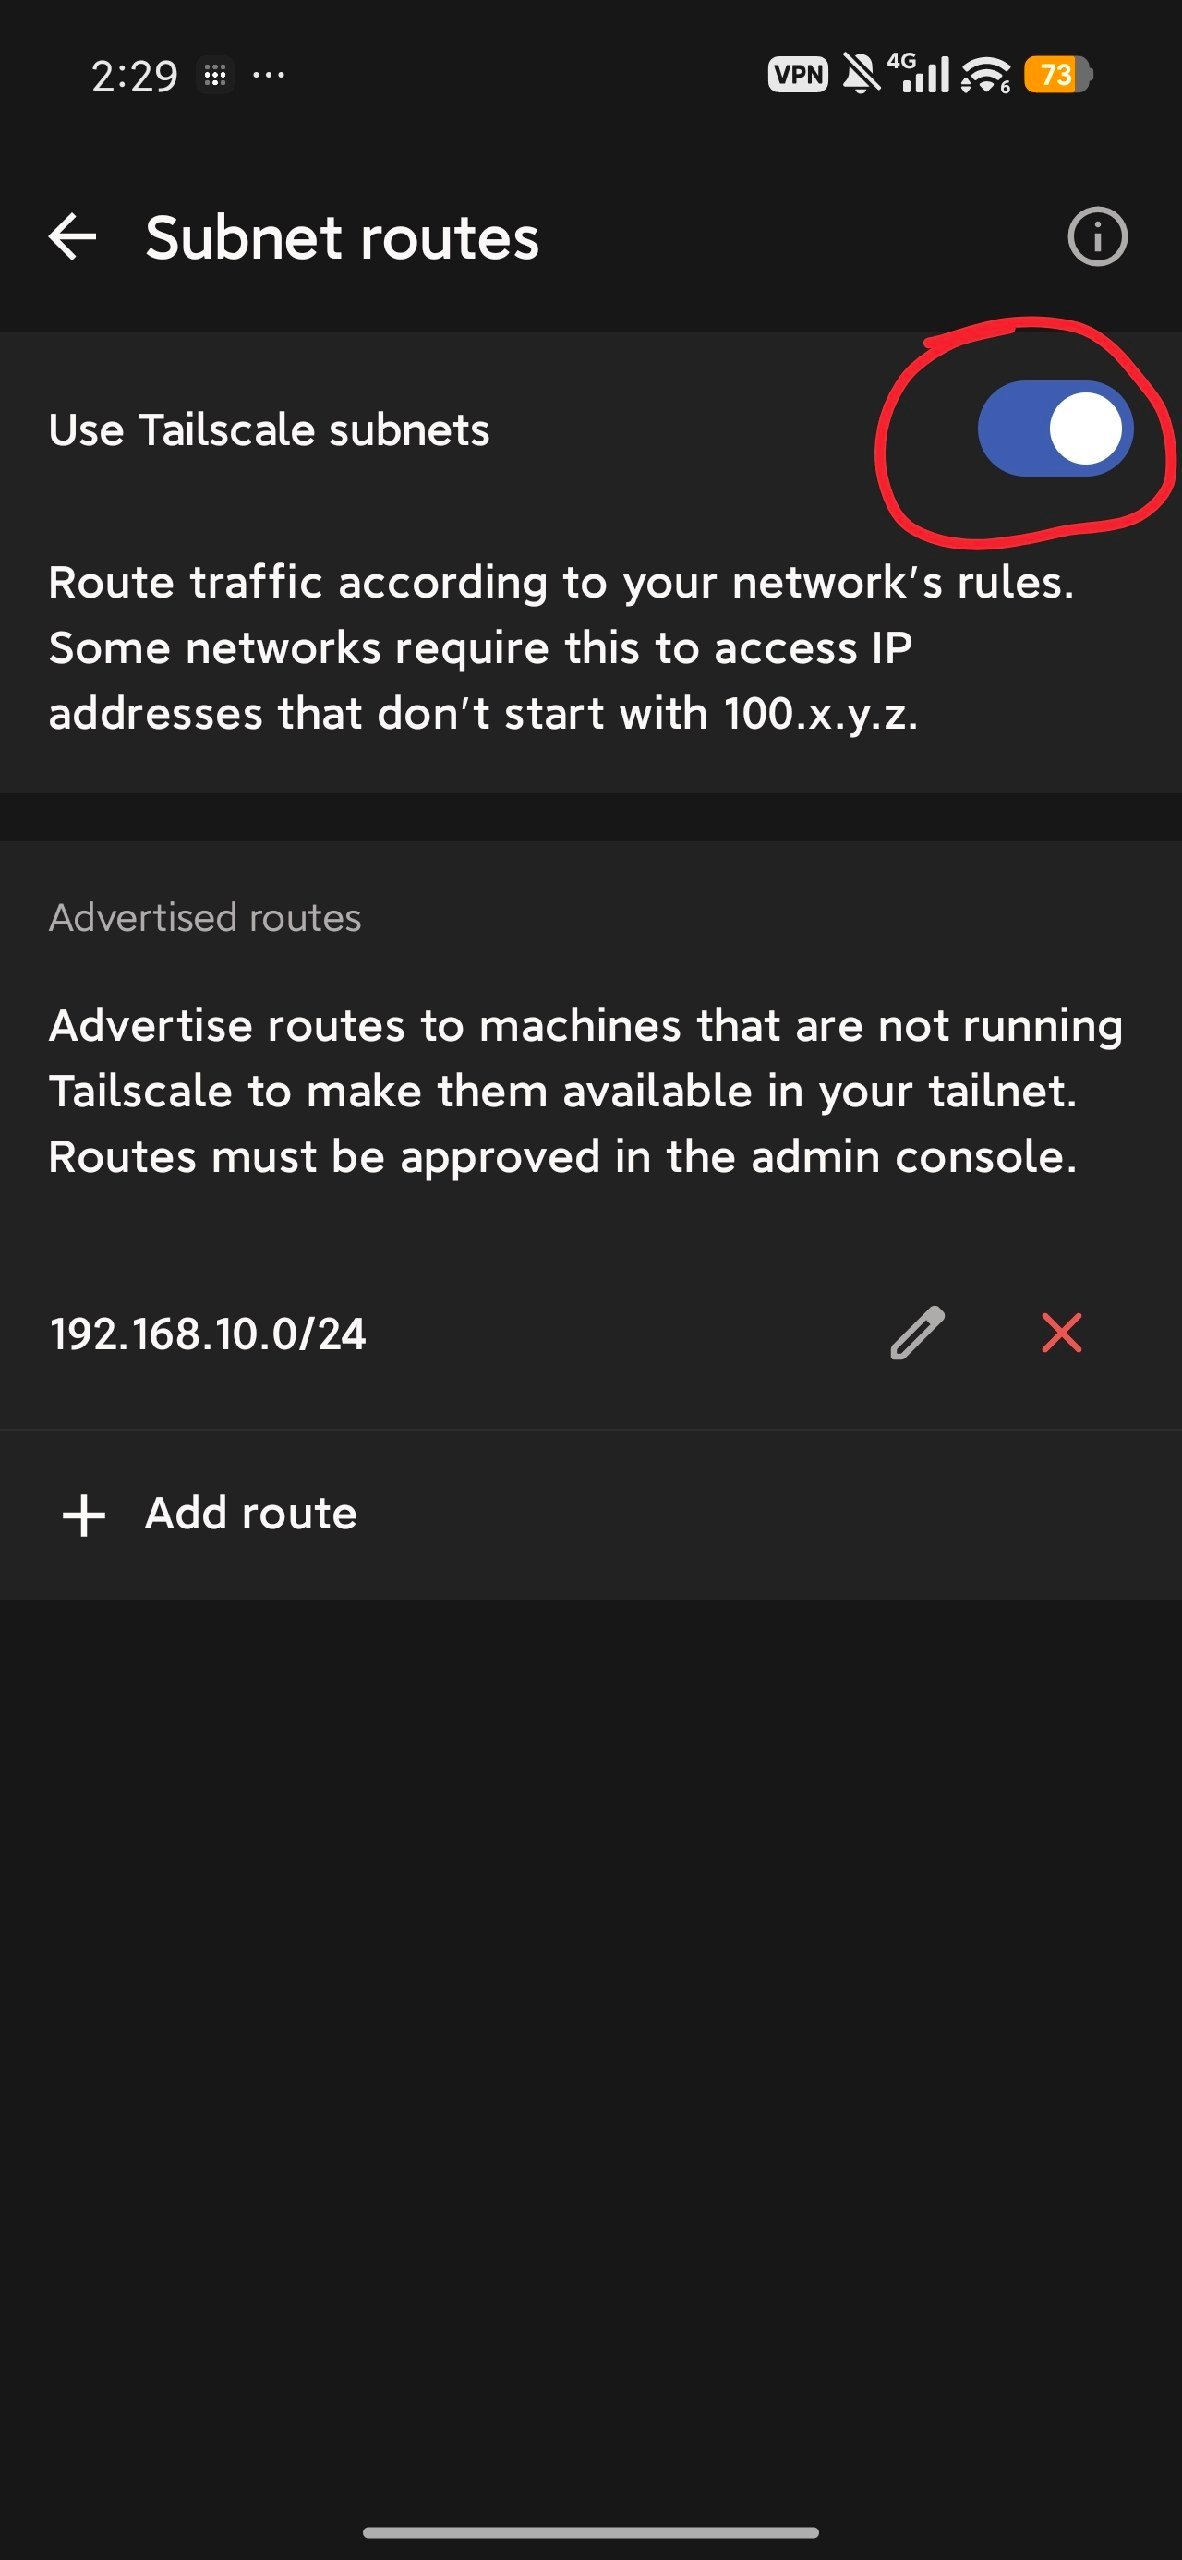 2:29
VPN 4G 6 73
Subnet routes
Use Tailscale subnets
Route traffic according to your network's rules.
Some networks require this to access IP
addresses that don't start with 100.x.y.z.
Advertised routes
Advertise routes to machines that are not running
Tailscale to make them available in your tailnet.
Routes must be approved in the admin console.
192.168.10.0/24
Add route